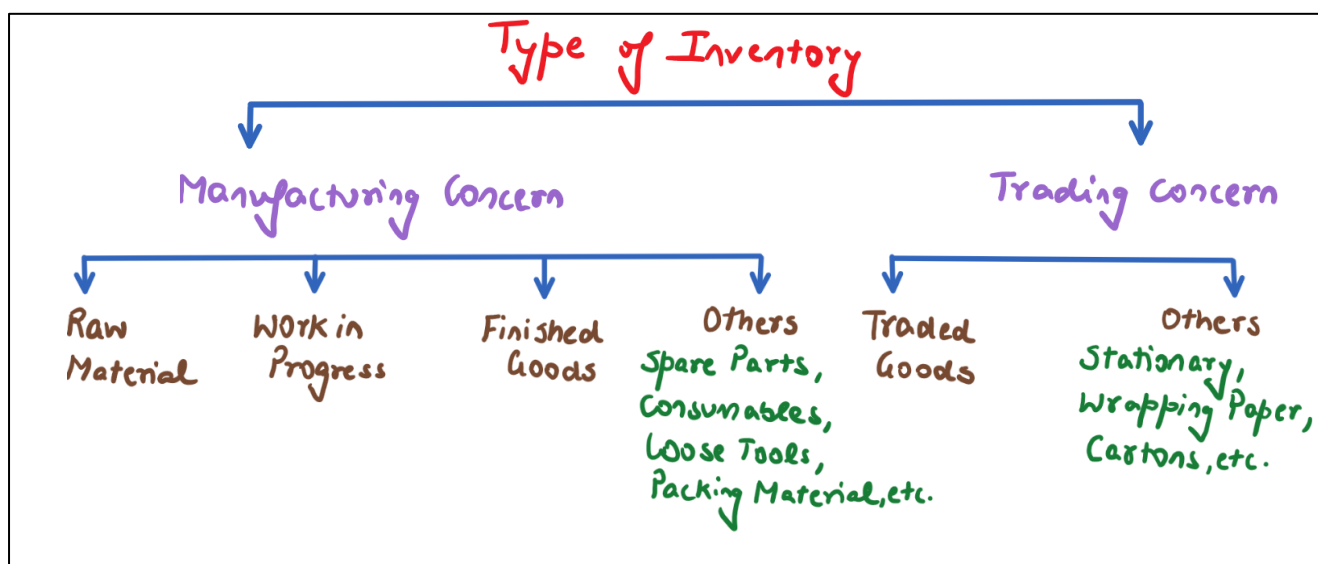 Type of Inventory
Manufacturing Concern
Trading Concern
Raw
Material
Work in
Progress
Finished
Goods
Others
Spare Parts,
Consumables,
Loose Tools,
Packing Material, etc.
Traded
Goods
Others
Stationary,
Wrapping Paper,
Cartons, etc.